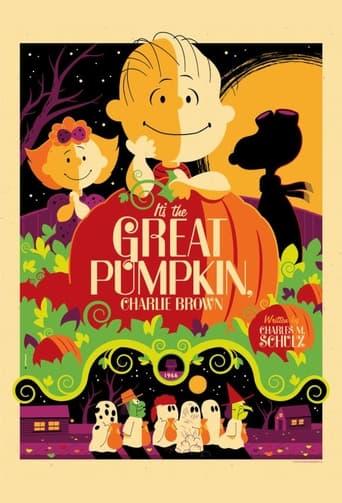 It's the
GREAT
PUMPKIN,
CHARLIE BROWN
Written by
CHARLES M.
SCHULZ
1966